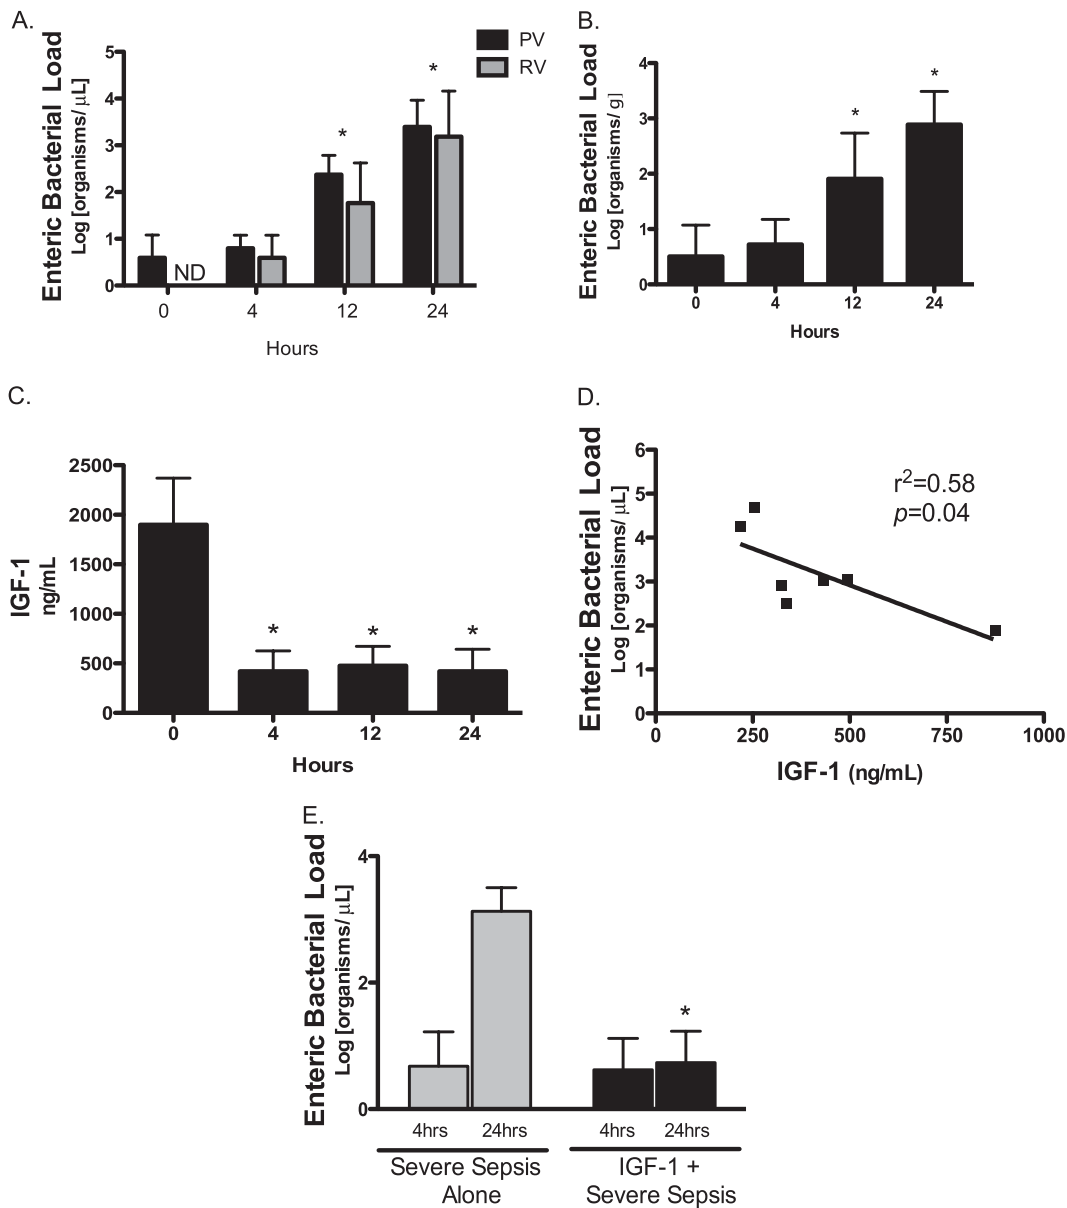 A.
Enteric Bacterial Load
Log [organisms/ μL]
5
4
3
2
1
0
PV
RV
*
*
ND
0 4 12 24
Hours
B.
Enteric Bacterial Load
Log [organisms/ g]
4
3
2
1
0
*
*
0 4 12 24
Hours
C.
IGF-1
ng/mL
2500
2000
1500
1000
500
0
* * *
0 4 12 24
Hours
D.
Enteric Bacterial Load
Log [organisms/ μL]
6
5
4
3
2
1
0
r²=0.58
p=0.04
0 250 500 750 1000
IGF-1 (ng/mL)
E.
Enteric Bacterial Load
Log [organisms/ μL]
4
2
0
*
4hrs 24hrs 4hrs 24hrs
Severe Sepsis
Alone
IGF-1 +
Severe Sepsis